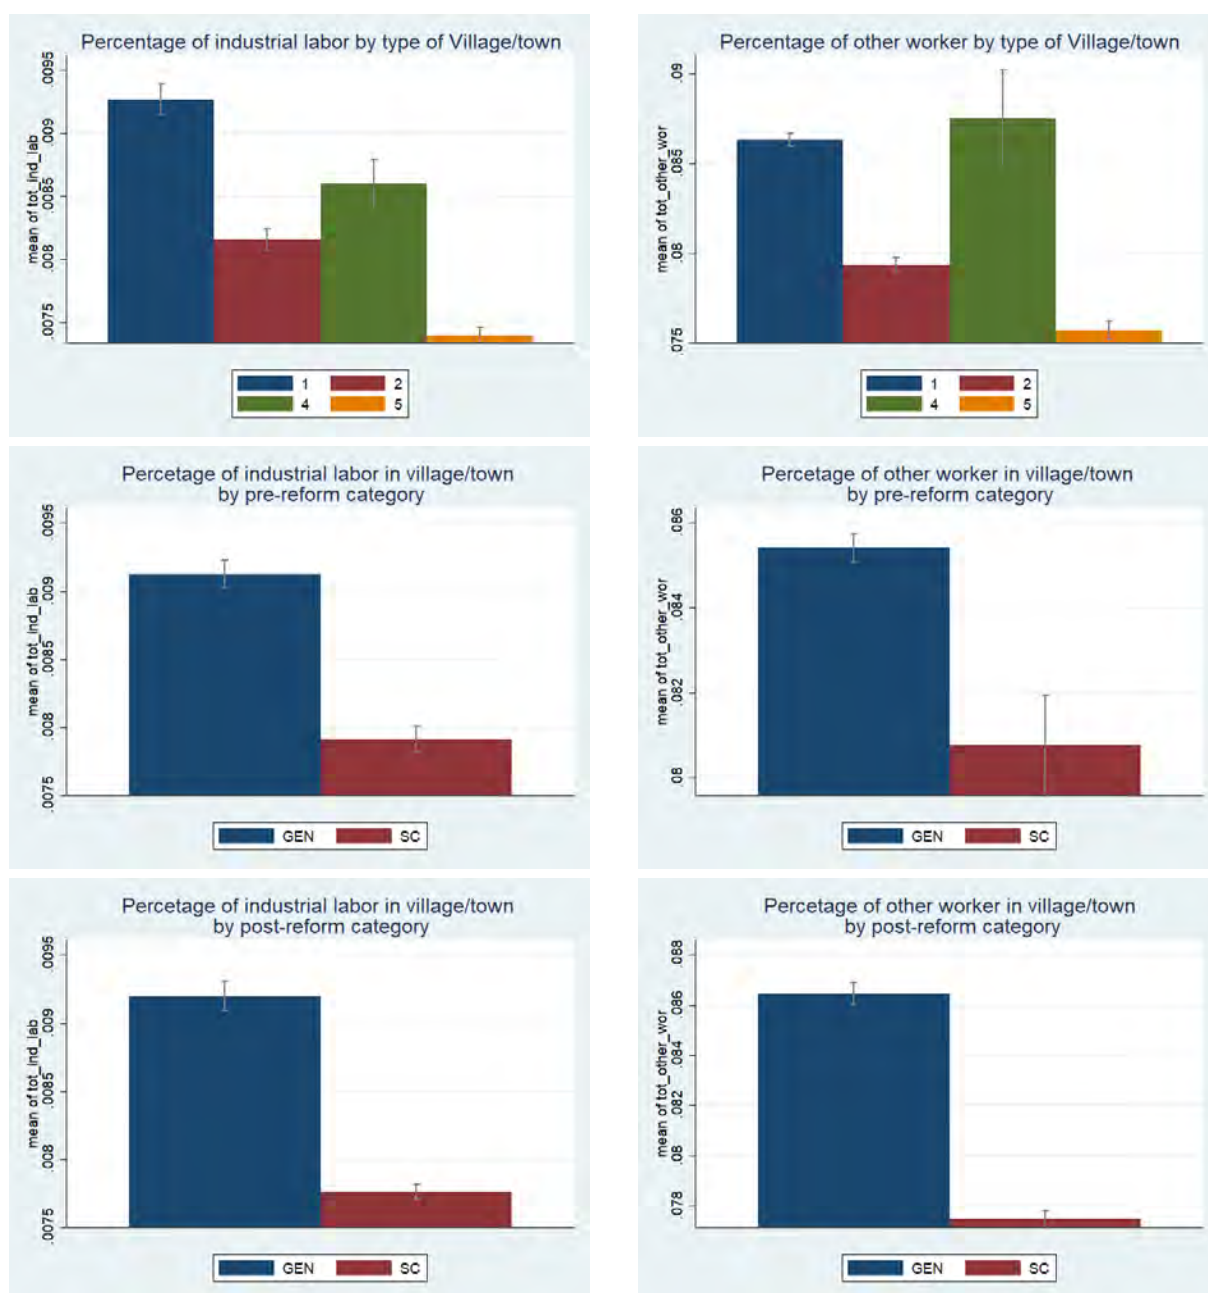 Percentage of industrial labor by type of Village/town
mean of tot_ind_lab
.0095
.009
.0085
.008
.0075
1
2
4
5
Percentage of other worker by type of Village/town
mean of tot_other_wor
.09
.085
.08
.075
1
2
4
5
Percetage of industrial labor in village/town
by pre-reform category
mean of tot_ind_lab
.0095
.009
.0085
.008
.0075
GEN
SC
Percetage of other worker in village/town
by pre-reform category
mean of tot_other_wor
.086
.084
.082
.08
GEN
SC
Percetage of industrial labor in village/town
by post-reform category
mean of tot_ind_lab
.0095
.009
.0085
.008
.0075
GEN
SC
Percetage of other worker in village/town
by post-reform category
mean of tot_other_wor
.088
.086
.084
.082
.08
.078
GEN
SC